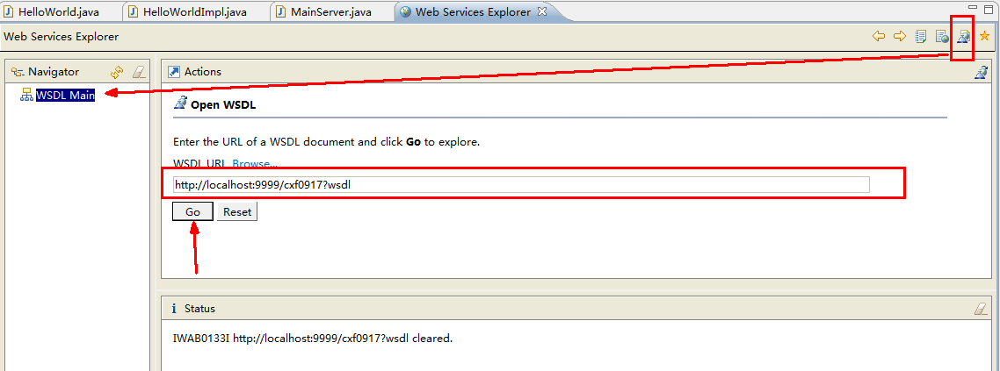 HelloWorld.java HelloWorldImpl.java MainServer.java Web Services Explorer
Web Services Explorer
Navigator
WSDL Main
Actions
Open WSDL
Enter the URL of a WSDL document and click Go to explore.
WSDL URL Browse...
http://localhost:9999/cxf0917?wsdl
Go Reset
Status
IWAB0133I http://localhost:9999/cxf0917?wsdl cleared.